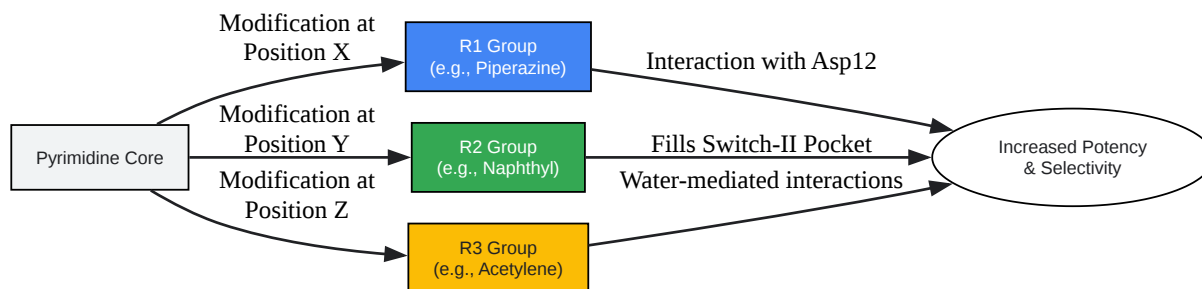 Modification at
Position X
R1 Group
(e.g., Piperazine)
Interaction with Asp12
Pyrimidine Core
Modification at
Position Y
R2 Group
(e.g., Naphthyl)
Fills Switch-II Pocket
Increased Potency
& Selectivity
Modification at
Position Z
R3 Group
(e.g., Acetylene)
Water-mediated interactions